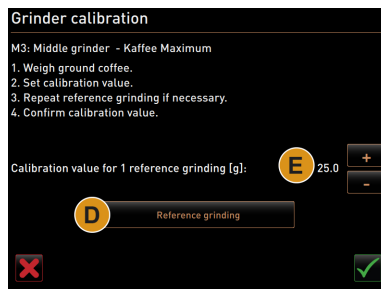 Grinder calibration
M3: Middle grinder - Kaffee Maximum
1. Weigh ground coffee.
2. Set calibration value.
3. Repeat reference grinding if necessary.
4. Confirm calibration value.
Calibration value for 1 reference grinding [g]: E 25.0 +
-
D Reference grinding